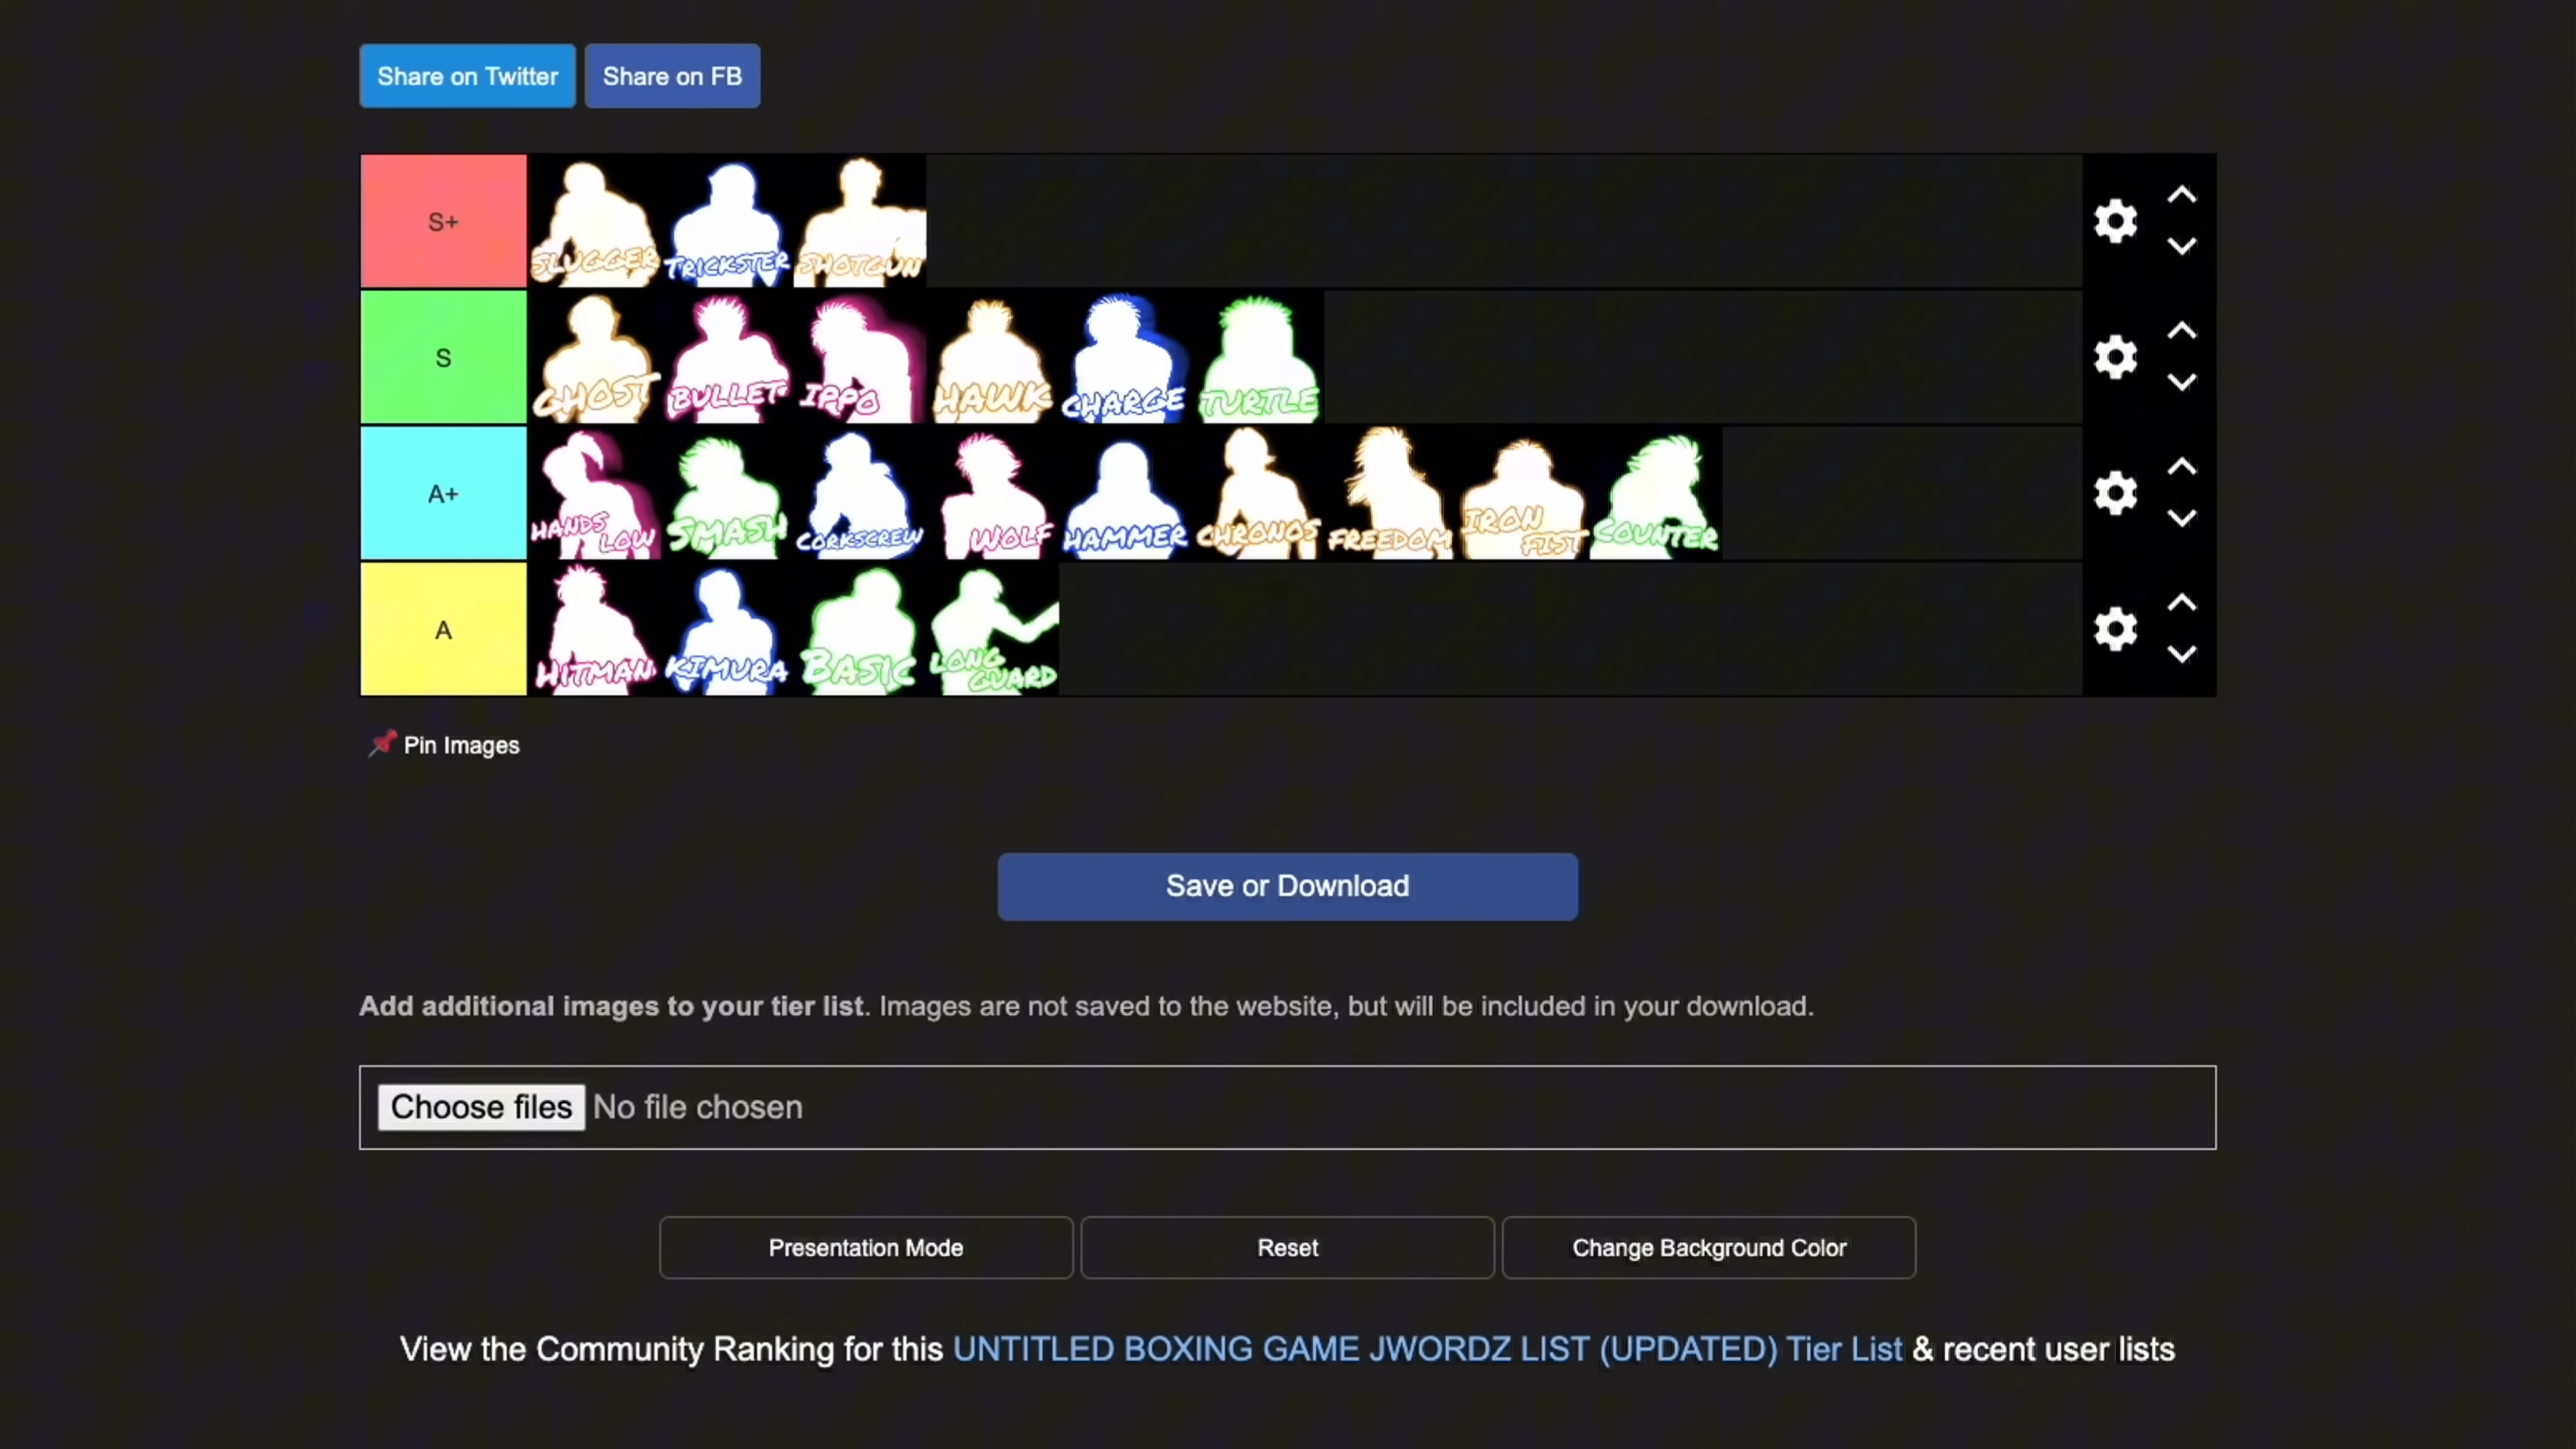 Share on Twitter Share on FB
S+ SLUGGER TRICKSTER SHOTGUN
S GHOST BULLET IPPO HAWK CHARGE TURTLE
A+ HANDS LOW SMASH CORKSCREW WOLF HAMMER CHRONOS FREEDOM IRON FIST COUNTER
A HITMAN KIMURA BASIC LONG GUARD
Pin Images
Save or Download
Add additional images to your tier list. Images are not saved to the website, but will be included in your download.
Choose files No file chosen
Presentation Mode Reset Change Background Color
View the Community Ranking for this UNTITLED BOXING GAME JWORDZ LIST (UPDATED) Tier List & recent user lists